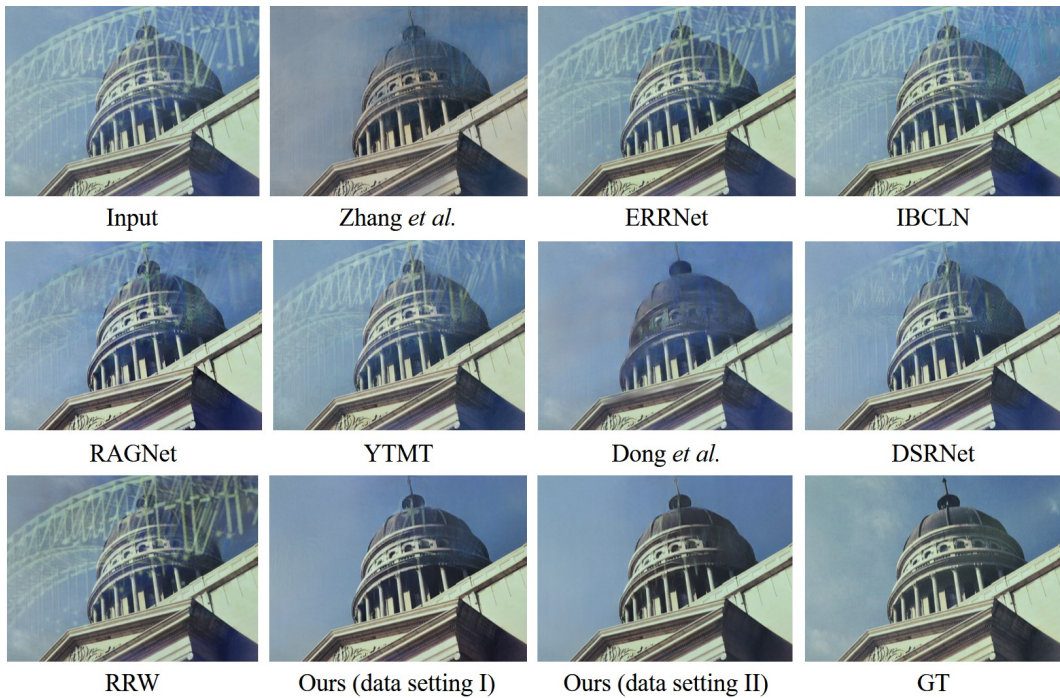 Input
Zhang et al.
ERRNet
IBCLN
RAGNet
YTMT
Dong et al.
DSRNet
RRW
Ours (data setting I)
Ours (data setting II)
GT